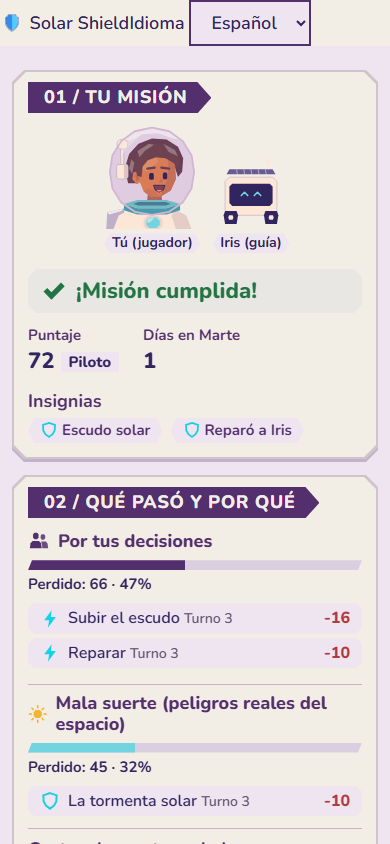 Solar ShieldIdioma Español
01 / TU MISIÓN
Tú (jugador) Iris (guía)
¡Misión cumplida!
Puntaje Días en Marte
72 Piloto 1
Insignias
Escudo solar Reparó a Iris
02 / QUÉ PASÓ Y POR QUÉ
Por tus decisiones
Perdido: 66 · 47%
Subir el escudo Turno 3 -16
Reparar Turno 3 -10
Mala suerte (peligros reales del
espacio)
Perdido: 45 · 32%
La tormenta solar Turno 3 -10